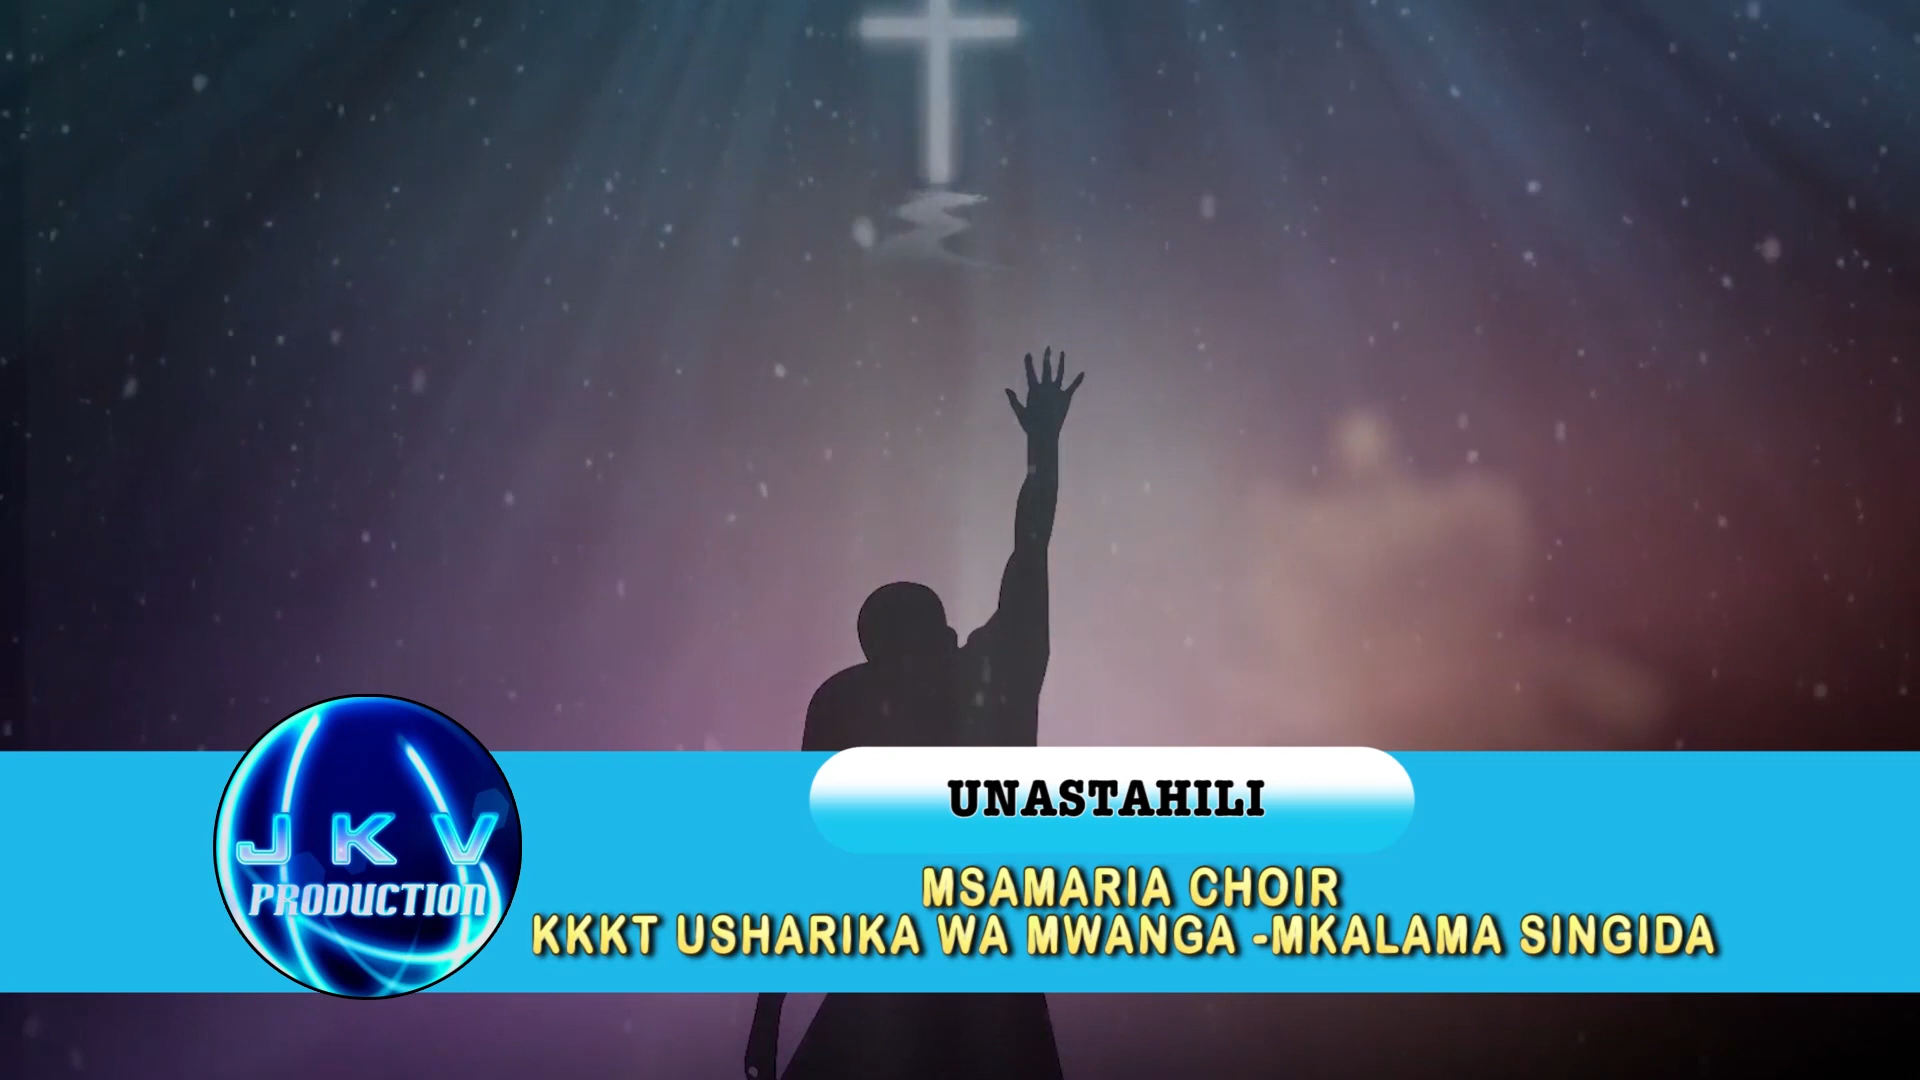 UNASTAHILI
J K V
PRODUCTION
MSAMARIA CHOIR
KKKT USHARIKA WA MWANGA -MKALAMA SINGIDA